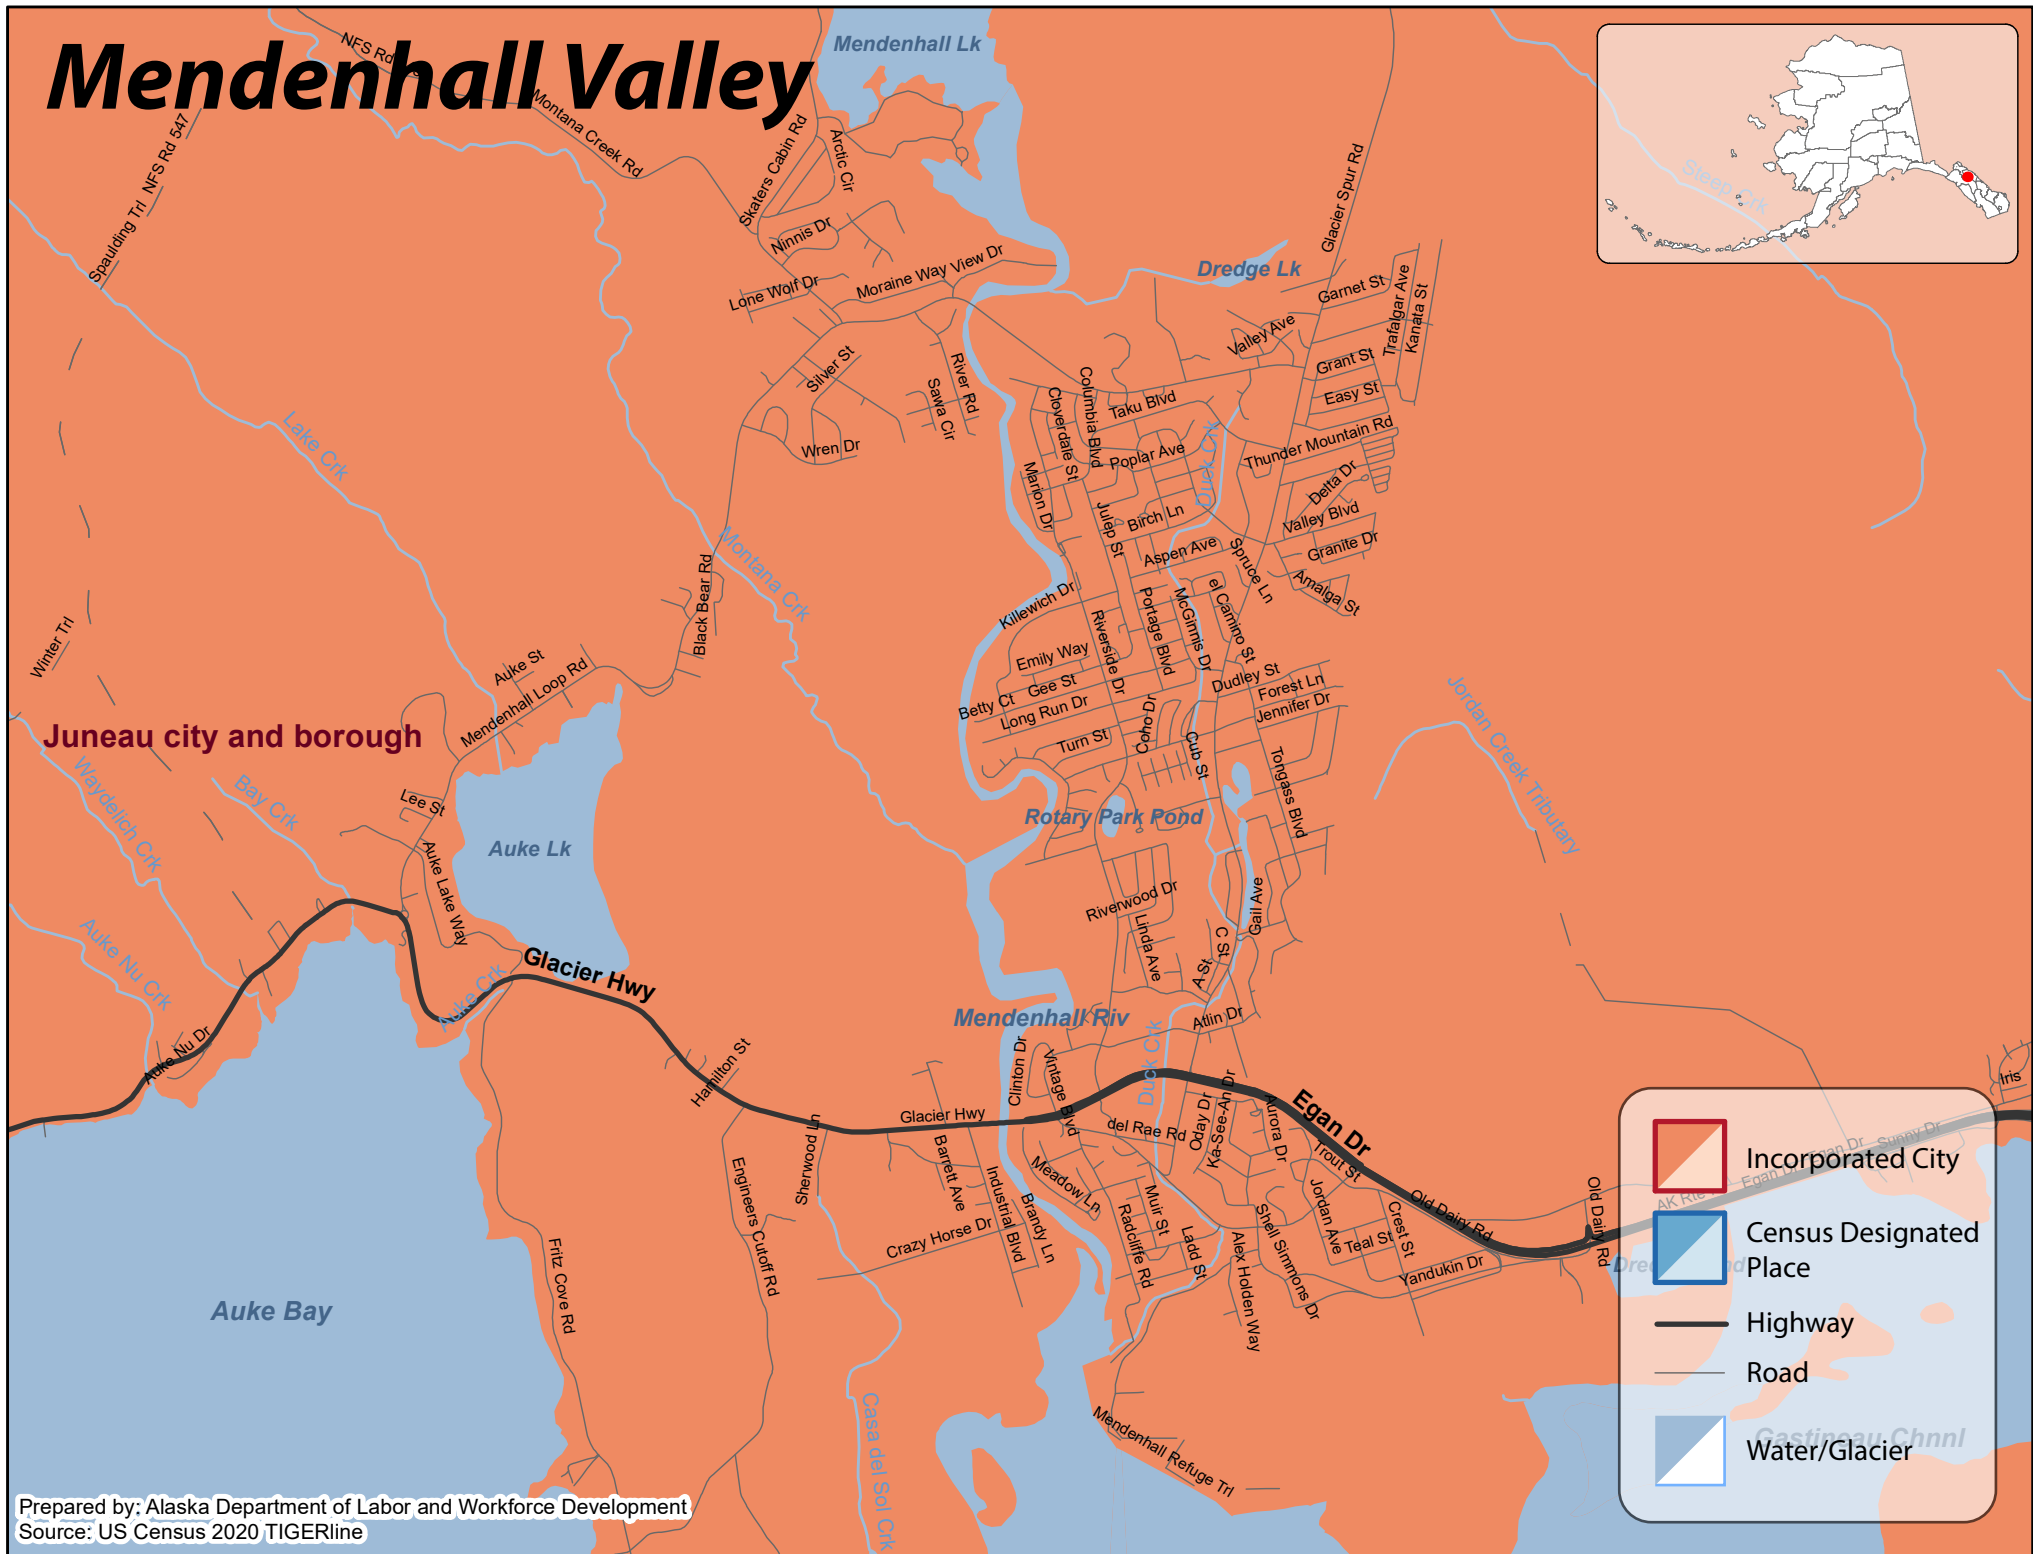 Mendenhall Valley
Mendenhall Lk
NFS Rd
Montana Creek Rd
NFS Rd 547
Spaulding Trl
Skaters Cabin Rd
Arctic Cir
Ninnis Dr
Lone Wolf Dr
Moraine Way View Dr
Glacier Spur Rd
Sleep Crk
Dredge Lk
Garnet St
Trafalgar Ave
Kanata St
Valley Ave
Grant St
Easy St
Silver St
River Rd
Sawa Cir
Wren Dr
Cloverdale St
Columbia Blvd
Taku Blvd
Poplar Ave
Duck Crk
Thunder Mountain Rd
Lake Crk
Marion Dr
Julep St
Birch Ln
Delta Dr
Valley Blvd
Granite Dr
Aspen Ave
Spruce Ln
Amalga St
Montana Crk
Black Bear Rd
Killewich Dr
Riverside Dr
Portage Blvd
McGinnis Dr
el Camino St
Winter Trl
Auke St
Mendenhall Loop Rd
Emily Way
Gee St
Betty Ct
Long Run Dr
Dudley St
Forest Ln
Jennifer Dr
Jordan Creek Tributary
Juneau city and borough
Turn St
Coho Dr
Cub St
Tongass Blvd
Waydelich Crk
Bay Crk
Lee St
Auke Lk
Rotary Park Pond
Auke Lake Way
Riverwood Dr
Linda Ave
Gail Ave
C St
A St
Auke Nu Crk
Auke Crk
Glacier Hwy
Mendenhall Riv
Atlin Dr
Auke Nu Dr
Hamilton St
Clinton Dr
Vintage Blvd
Duck Crk
Egan Dr
Glacier Hwy
del Rae Rd
Oday Dr
Ka-See-An Dr
Aurora Dr
Trout St
Sherwood Ln
Barrett Ave
Industrial Blvd
Brandy Ln
Meadow Ln
Engineers Cutoff Rd
Crazy Horse Dr
Muir St
Radcliffe Rd
Ladd St
Alex Holden Way
Shell Simmons Dr
Jordan Ave
Teal St
Crest St
Old Dairy Rd
Yandukin Dr
Old Dairy Rd
Fritz Cove Rd
Auke Bay
Casa del Sol Crk
Mendenhall Refuge Trl
Iris
Sunny Dr
Egan Dr
Egan Dr
AK Rte
Gastineau Chnnl
Incorporated City
Census Designated
Place
Highway
Road
Water/Glacier
Prepared by: Alaska Department of Labor and Workforce Development
Source: US Census 2020 TIGERline